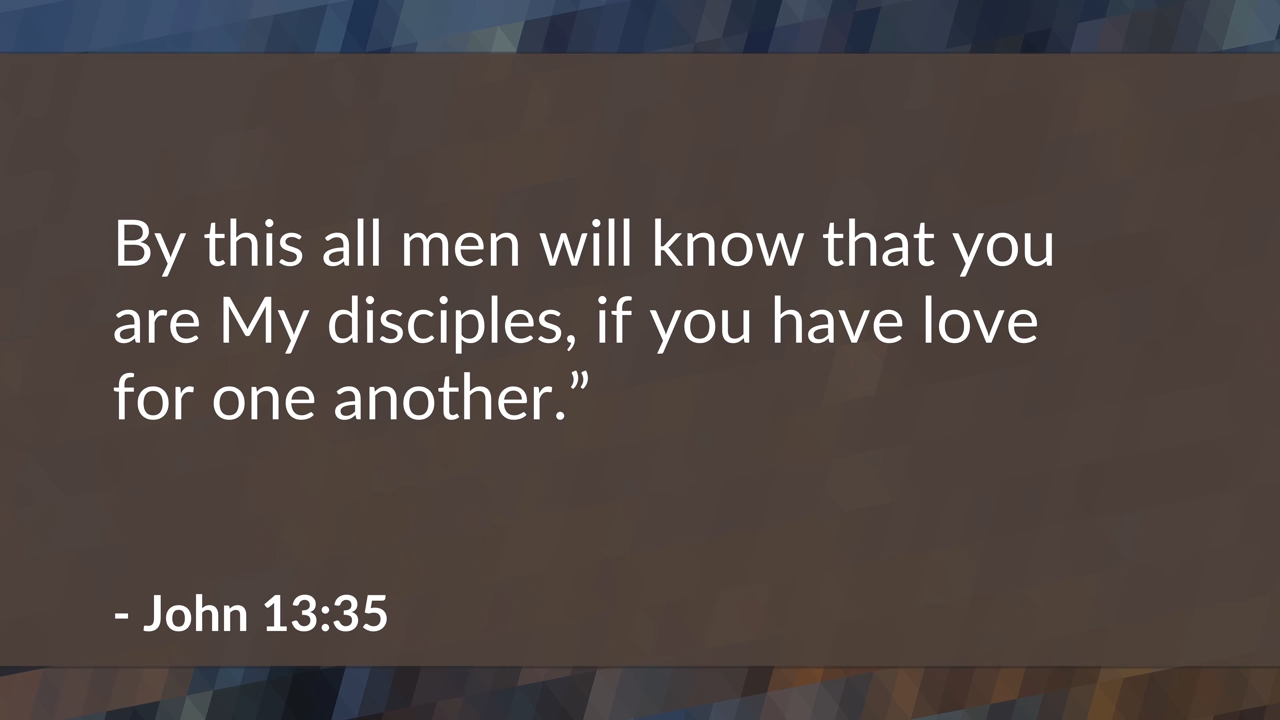 By this all men will know that you
are My disciples, if you have love
for one another.”
- John 13:35